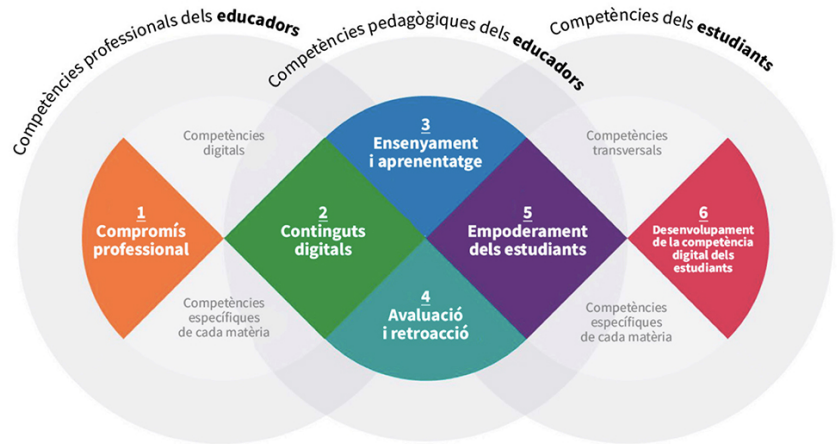 Competències professionals dels educadors
Competències pedagògiques dels educadors
Competències dels estudiants
Competències
digitals
3
Ensenyament
i aprenentatge
Competències
transversals
1
Compromís
professional
2
Continguts
digitals
5
Empoderament
dels estudiants
6
Desenvolupament
de la competència
digital dels
estudiants
Competències
específiques
de cada matèria
4
Avaluació
i retroacció
Competències
específiques
de cada matèria